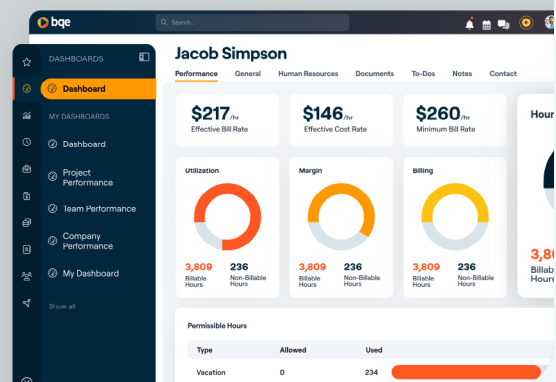 bqe
Search...
DASHBOARDS
Dashboard
MY DASHBOARDS
Dashboard
Project
Performance
Team Performance
Company
Performance
My Dashboard
Show all
Jacob Simpson
Performance General Human Resources Documents To-Dos Notes Contact
$217 /hr
Effective Bill Rate
$146 /hr
Effective Cost Rate
$260 /hr
Minimum Bill Rate
Utilization
3,809 236
Billable Non-Billable
Hours Hours
Margin
3,809 236
Billable Non-Billable
Hours Hours
Billing
3,809 236
Billable Non-Billable
Hours Hours
Hour
3,80
Billab
Hours
Permissible Hours
Type Allowed Used
Vacation 0 234